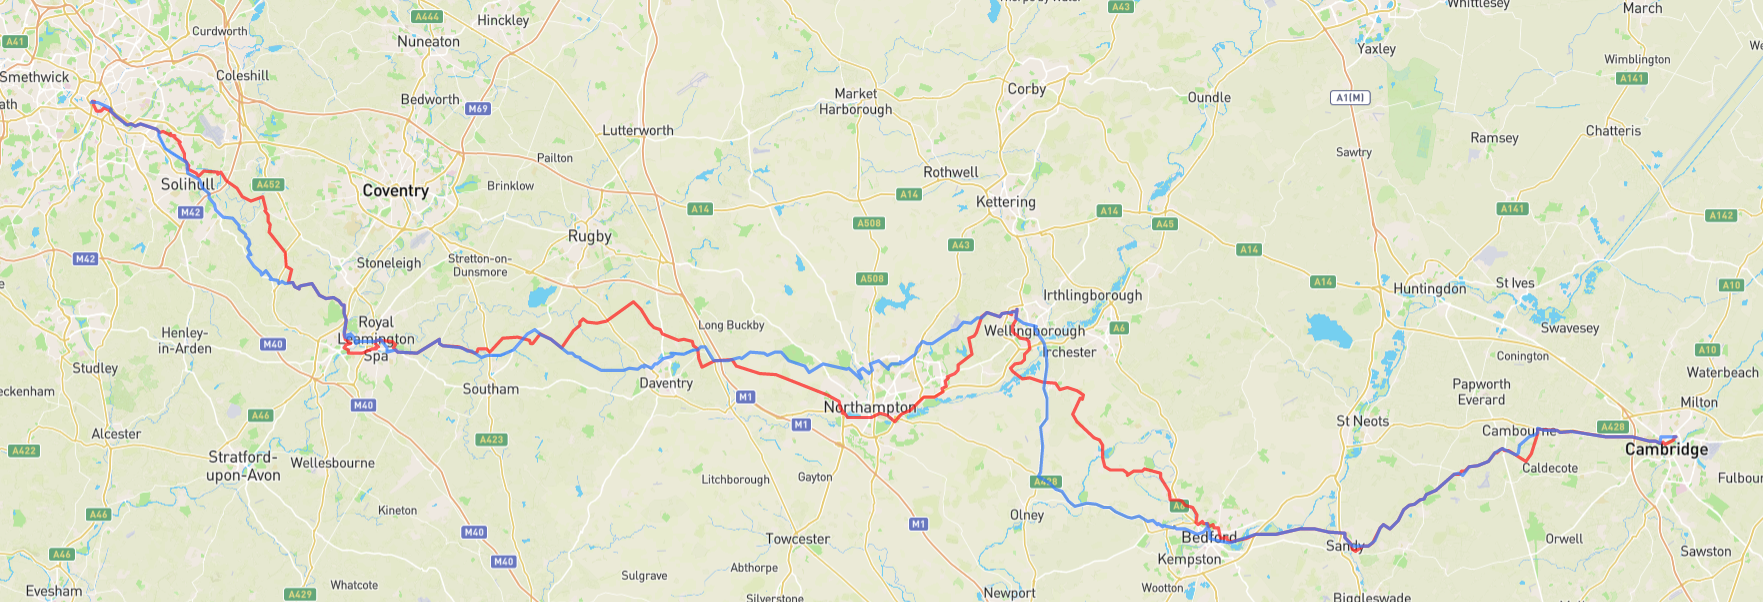 Whittlesey
March
A43
A444
Hinckley
Curdworth
A41
Nuneaton
Yaxley
Wimblington
Smethwick
Coleshill
A141
Corby
Market
Harborough
Bedworth
M69
Oundle
A1(M)
Lutterworth
Ramsey
Chatteris
Pailton
Sawtry
Rothwell
Solihull
A452
Coventry
Brinklow
A14
Kettering
M42
A14
A14
A141
A142
A508
A45
Rugby
A43
A14
M42
Stoneleigh
Stretton-on-
Dunsmore
A508
A14
Huntingdon
St Ives
A10
Irthlingborough
Royal
Leamington
Spa
Long Buckby
Wellingborough
A6
Swavesey
Henley-
in-Arden
M40
Irchester
Conington
A10
Studley
Waterbeach
Southam
Daventry
Papworth
Everard
M1
Milton
M40
Northampton
A46
M1
St Neots
Cambourne
A428
Alcester
A423
A422
Cambridge
Stratford-
upon-Avon
Wellesbourne
Caldecote
Litchborough
Gayton
A428
Fulbou
A6
Kineton
A46
Olney
M1
M40
Towcester
Bedford
Sandy
Orwell
Sawston
A46
M40
Kempston
Abthorpe
Sulgrave
Whatcote
Evesham
A429
Silverstone
Newport
Wootton
Biggleswade